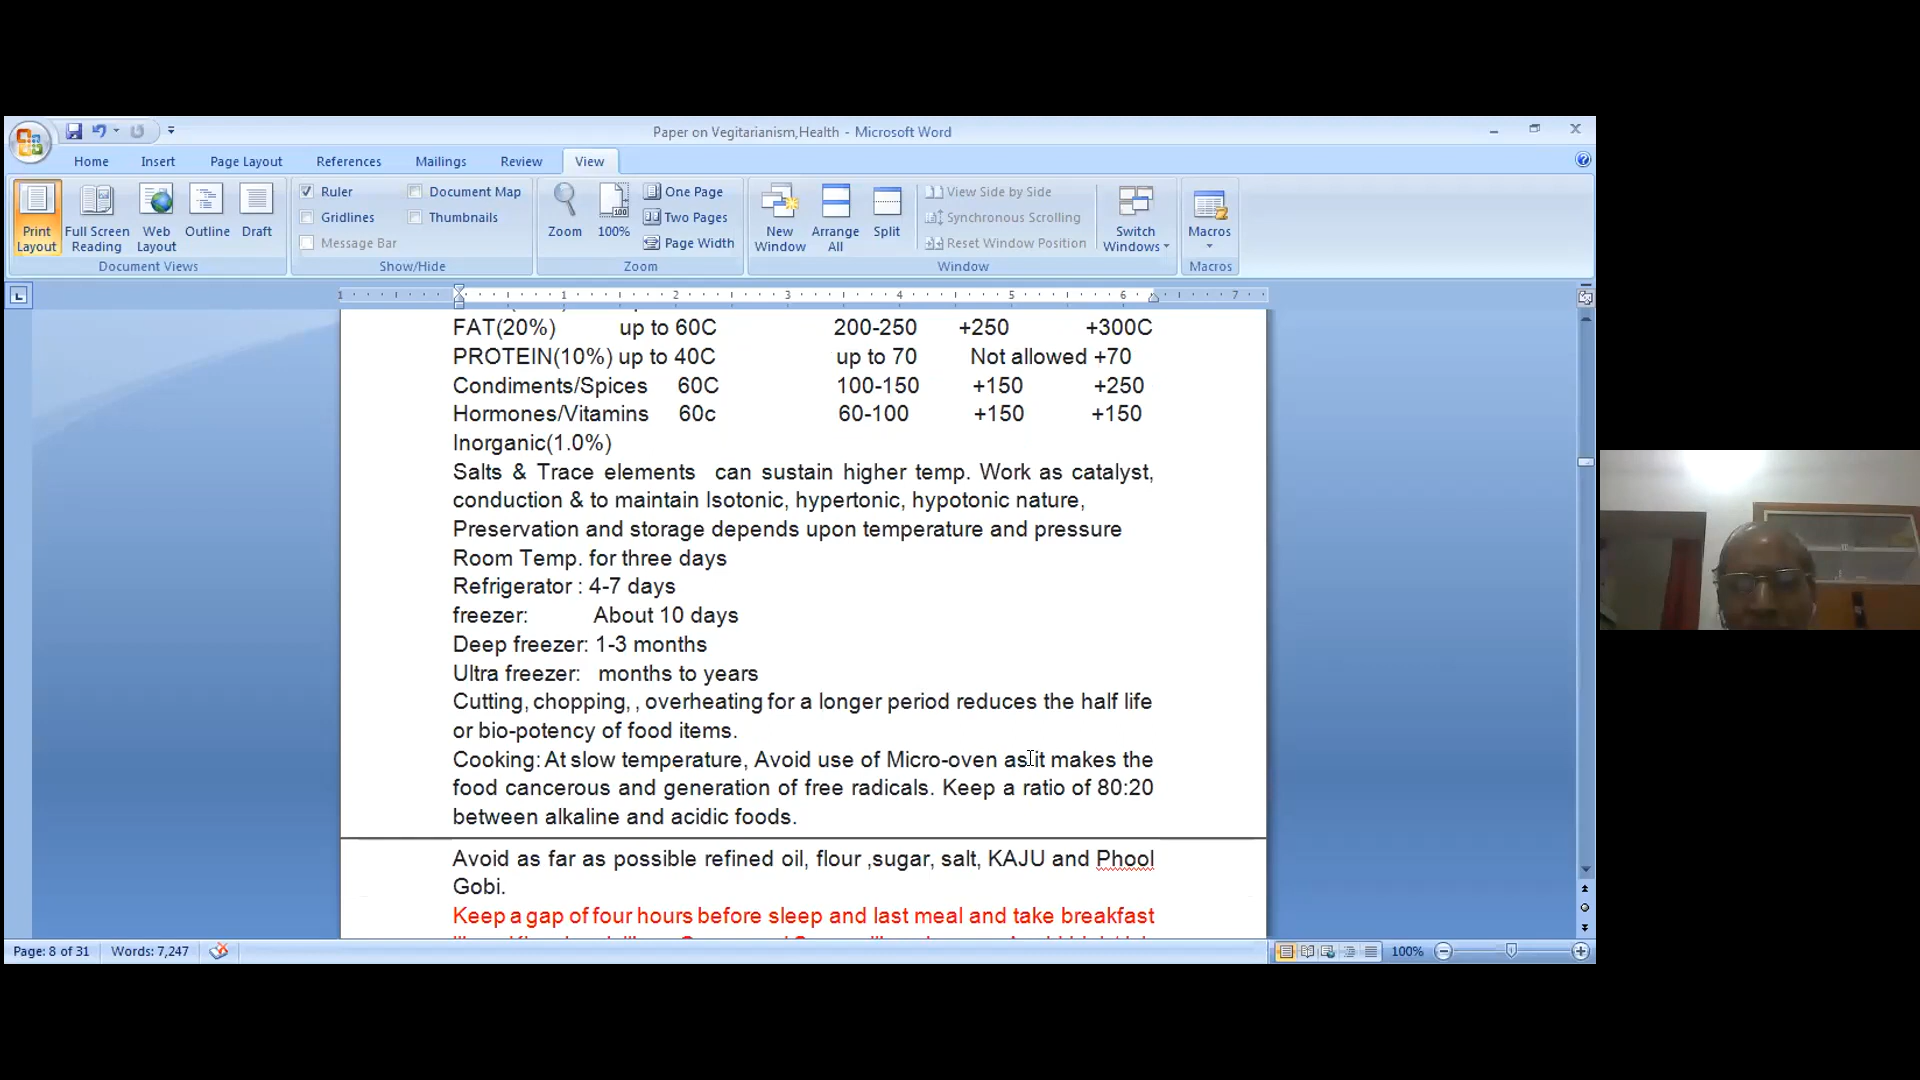 Paper on Vegitarianism,Health - Microsoft Word
Home Insert Page Layout References Mailings Review View
Print Layout
Full Screen Reading
Web Layout
Outline
Draft
Document Views
Ruler
Gridlines
Message Bar
Document Map
Thumbnails
Show/Hide
Zoom
100%
One Page
Two Pages
Page Width
Zoom
New Window
Arrange All
Split
View Side by Side
Synchronous Scrolling
Reset Window Position
Window
Switch Windows
Macros
Macros
1 1 2 3 4 5 6 7
FAT(20%) up to 60C 200-250 +250 +300C
PROTEIN(10%) up to 40C up to 70 Not allowed +70
Condiments/Spices 60C 100-150 +150 +250
Hormones/Vitamins 60c 60-100 +150 +150
Inorganic(1.0%)
Salts & Trace elements can sustain higher temp. Work as catalyst,
conduction & to maintain Isotonic, hypertonic, hypotonic nature,
Preservation and storage depends upon temperature and pressure
Room Temp. for three days
Refrigerator : 4-7 days
freezer: About 10 days
Deep freezer: 1-3 months
Ultra freezer: months to years
Cutting, chopping, , overheating for a longer period reduces the half life
or bio-potency of food items.
Cooking: At slow temperature, Avoid use of Micro-oven as it makes the
food cancerous and generation of free radicals. Keep a ratio of 80:20
between alkaline and acidic foods.
Avoid as far as possible refined oil, flour ,sugar, salt, KAJU and Phool
Gobi.
Keep a gap of four hours before sleep and last meal and take breakfast
Page: 8 of 31 Words: 7,247 100%